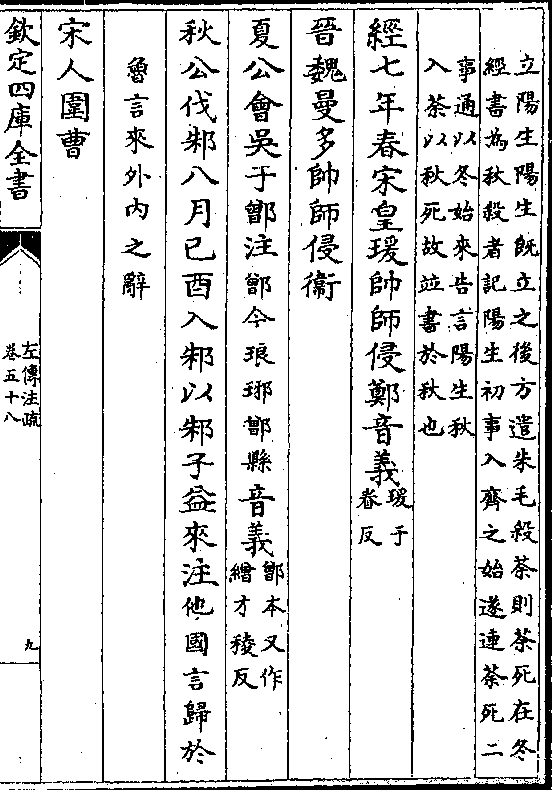 立陽生陽生既立之後方遣朱毛殺荼則荼死在冬
經書為秋殺者記陽生初事入齊之始遂連荼死二
事通以冬始來告言陽生秋
入荼以秋死故並書於秋也
經七年春宋皇瑗帥師侵鄭音義瑗于
眷反
晉魏曼多帥師侵衞
夏公會吳于鄫注鄫今琅琊鄫縣音義鄫本又作
繒才稜反
秋公伐邾八月己酉入邾以邾子益來注他國言歸於
魯言來外內之辭
宋人圍曹
欽定四庫全書
左傳注疏
卷五十八
九